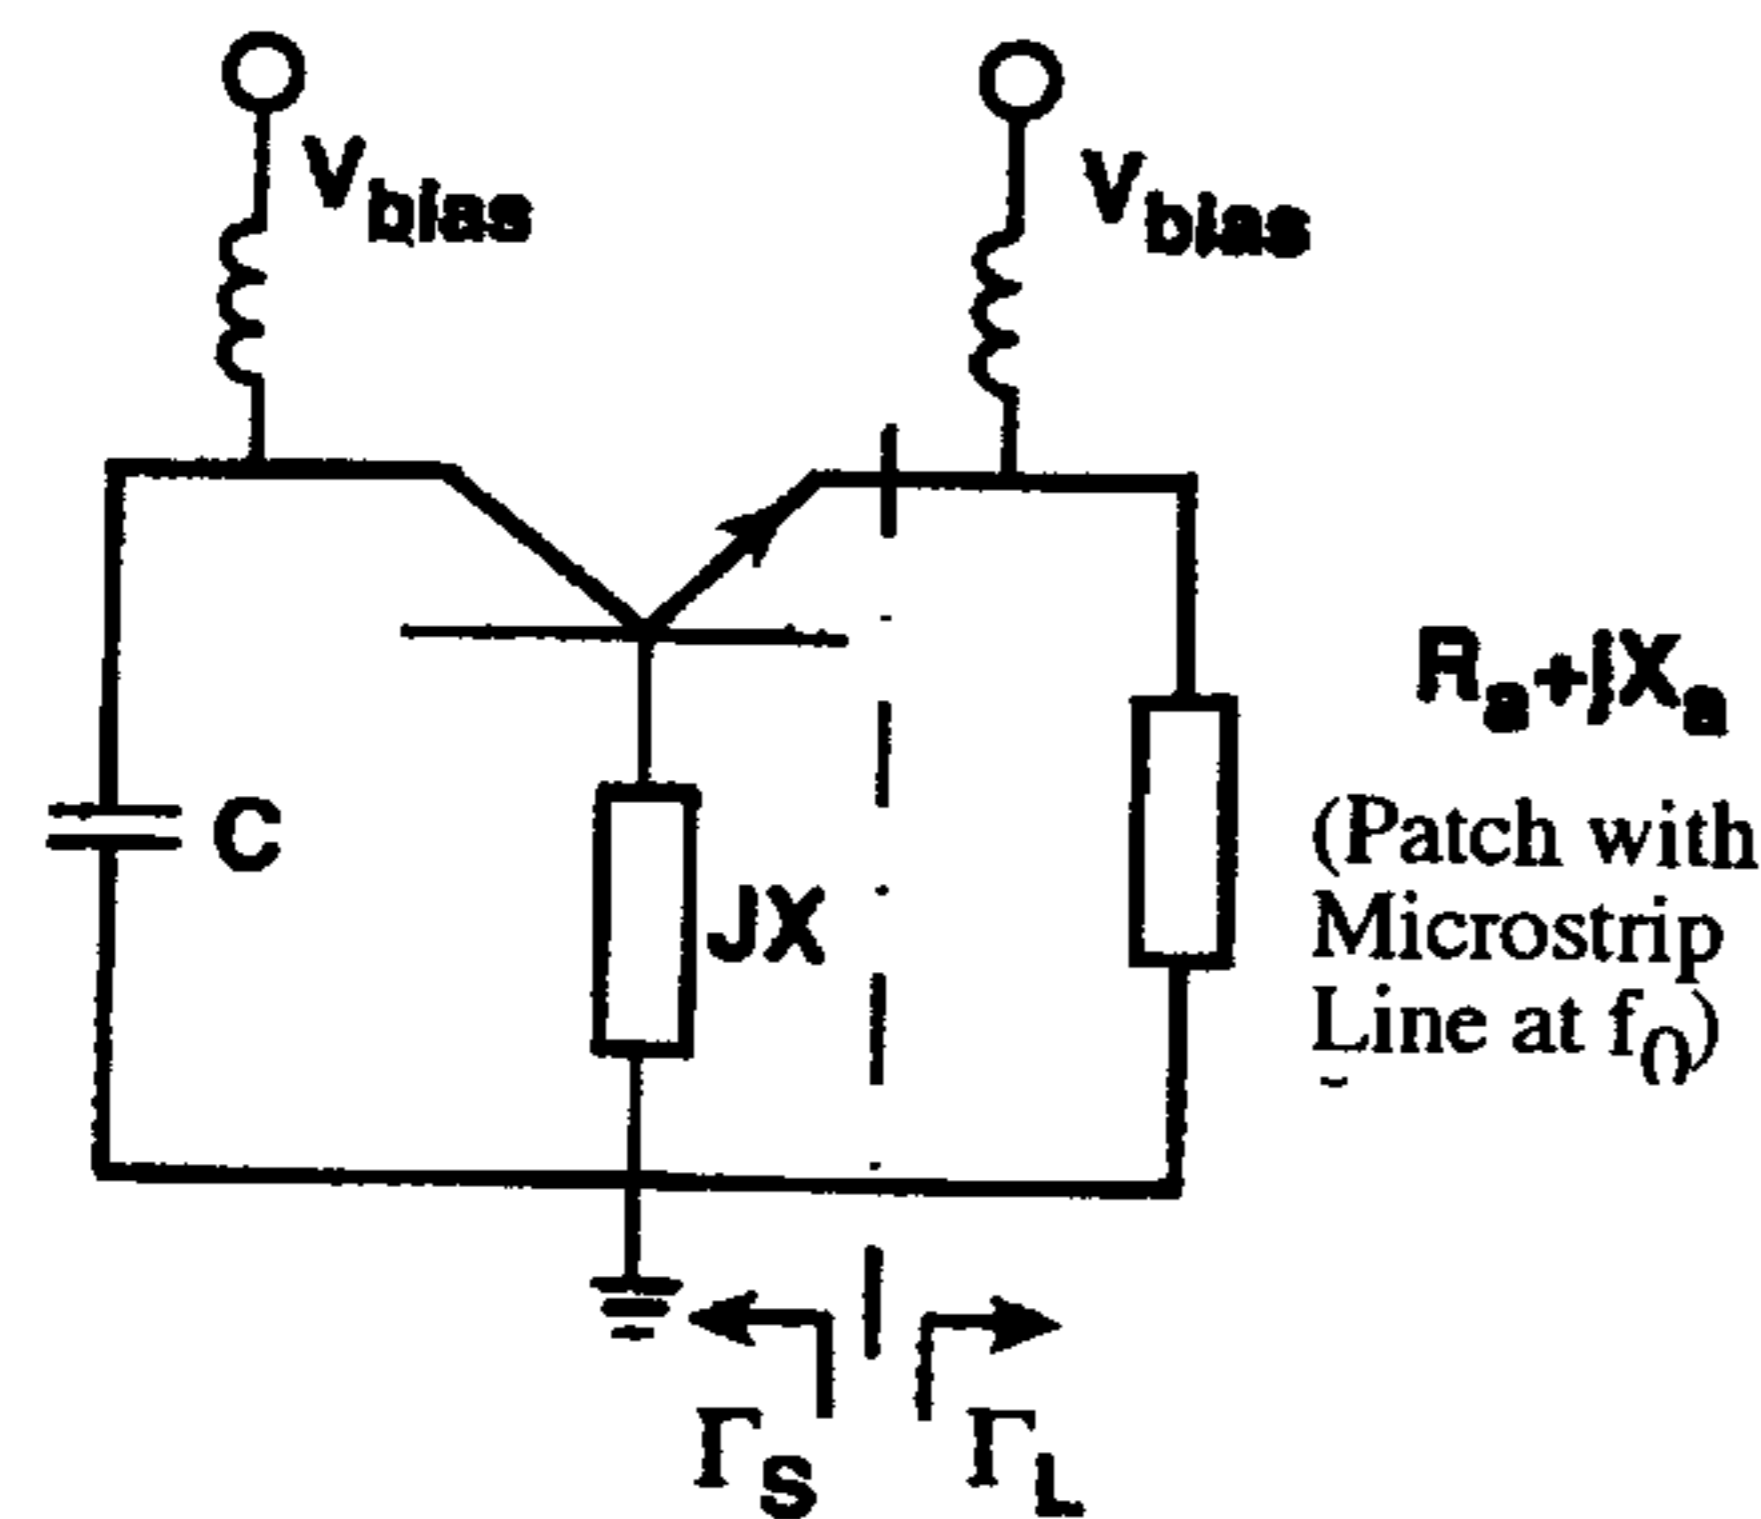 Vbias
Vbias
Ra+jXa
(Patch with
Microstrip
Line at f0)
C
JX
ΓS
ΓL